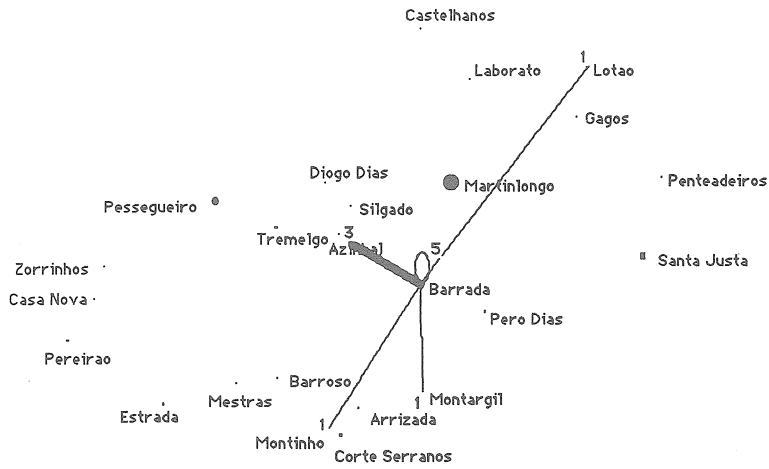 Castelhanos
1
Laborato
Lotao
Gagos
Diogo Dias
Martinlongo
Penteadeiros
Pessegueiro
Silgado
Tremelgo
3
5
Santa Justa
Zorrinhos
Barrada
Casa Nova
Pero Dias
Pereirao
Barroso
Mestras
1 Montargil
Estrada
Arrizada
1
Montinho
Corte Serranos